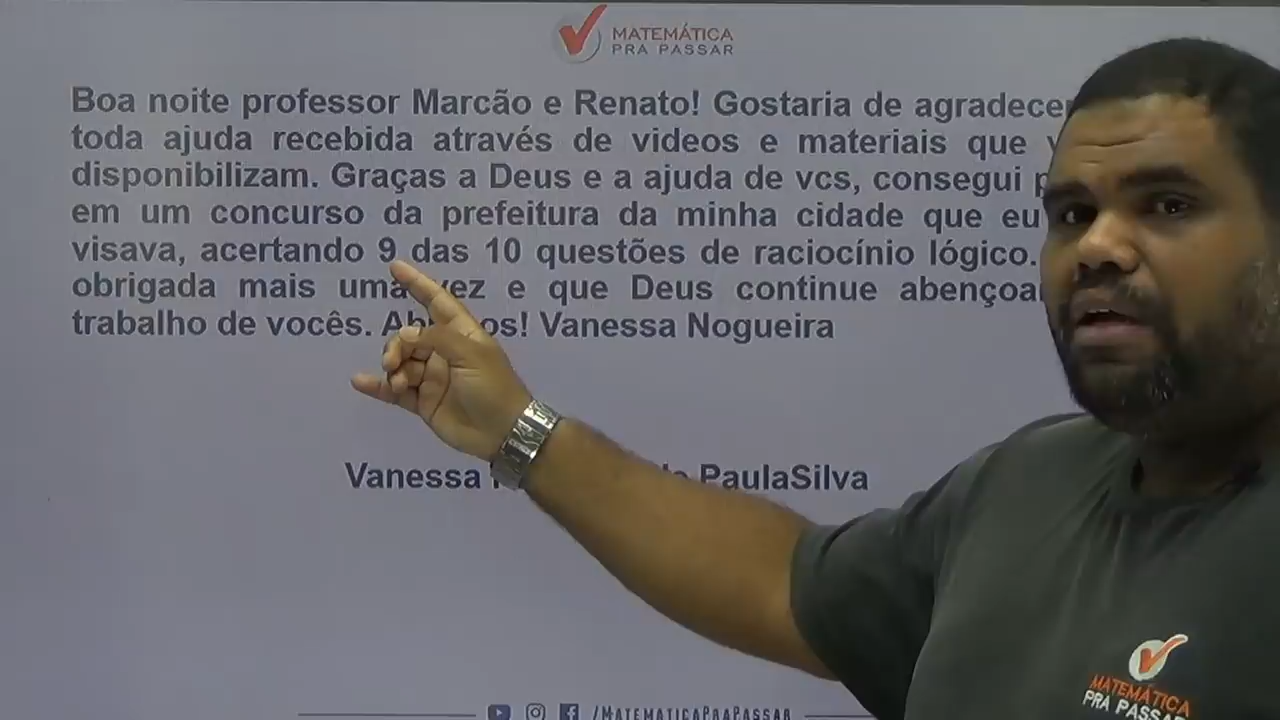 MATEMÁTICA
PRA PASSAR
Boa noite professor Marcão e Renato! Gostaria de agradecer
toda ajuda recebida através de videos e materiais que
disponibilizam. Graças a Deus e a ajuda de vcs, consegui
em um concurso da prefeitura da minha cidade que eu
visava, acertando 9 das 10 questões de raciocínio lógico.
obrigada mais uma vez e que Deus continue
trabalho de vocês. Vanessa Nogueira
Vanessa PaulaSilva
MATEMÁTICA
PRA
/MATEMATICAPRAPASSAR